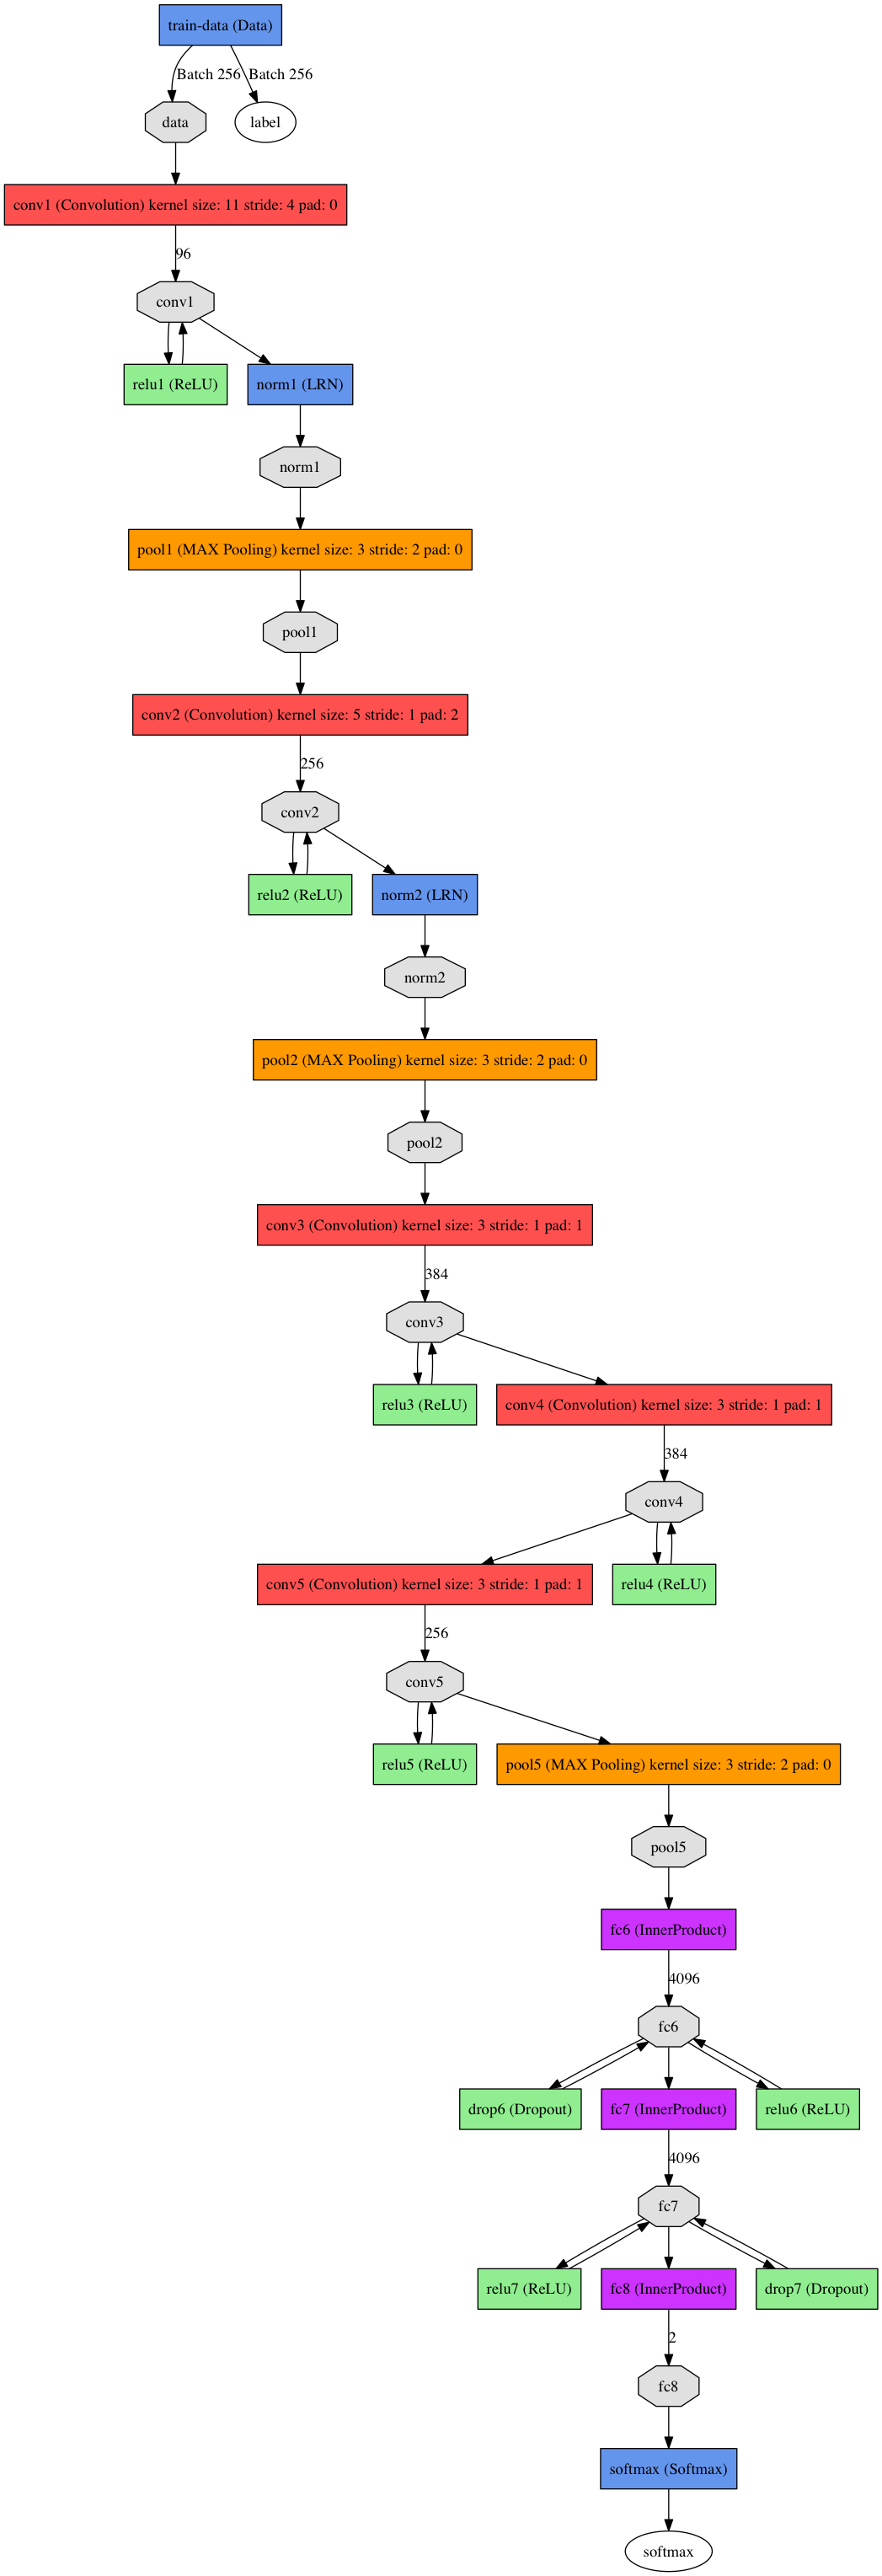 train-data (Data)
Batch 256
Batch 256
data
label
conv1 (Convolution) kernel size: 11 stride: 4 pad: 0
96
conv1
relu1 (ReLU)
norm1 (LRN)
norm1
pool1 (MAX Pooling) kernel size: 3 stride: 2 pad: 0
pool1
conv2 (Convolution) kernel size: 5 stride: 1 pad: 2
256
conv2
relu2 (ReLU)
norm2 (LRN)
norm2
pool2 (MAX Pooling) kernel size: 3 stride: 2 pad: 0
pool2
conv3 (Convolution) kernel size: 3 stride: 1 pad: 1
384
conv3
relu3 (ReLU)
conv4 (Convolution) kernel size: 3 stride: 1 pad: 1
384
conv4
conv5 (Convolution) kernel size: 3 stride: 1 pad: 1
relu4 (ReLU)
256
conv5
relu5 (ReLU)
pool5 (MAX Pooling) kernel size: 3 stride: 2 pad: 0
pool5
fc6 (InnerProduct)
4096
fc6
drop6 (Dropout)
fc7 (InnerProduct)
relu6 (ReLU)
4096
fc7
relu7 (ReLU)
fc8 (InnerProduct)
drop7 (Dropout)
2
fc8
softmax (Softmax)
softmax